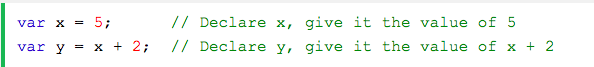 var x = 5;      // Declare x, give it the value of 5
var y = x + 2;  // Declare y, give it the value of x + 2